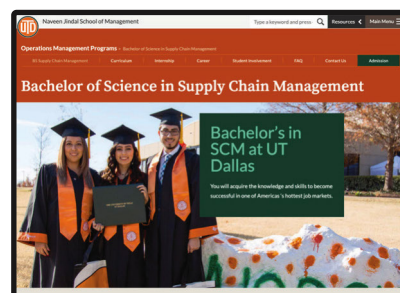 UTD
Naveen Jindal School of Management
Type a keyword and press
Resources
Main Menu
Operations Management Programs - Bachelor of Science in Supply Chain Management
BS Supply Chain Management
Curriculum
Internship
Career
Student Involvement
FAQ
Contact Us
Admission
Bachelor of Science in Supply Chain Management
Bachelor's in
SCM at UT
Dallas
You will acquire the knowledge and skills to become
successful in one of Americas 's hottest job markets.